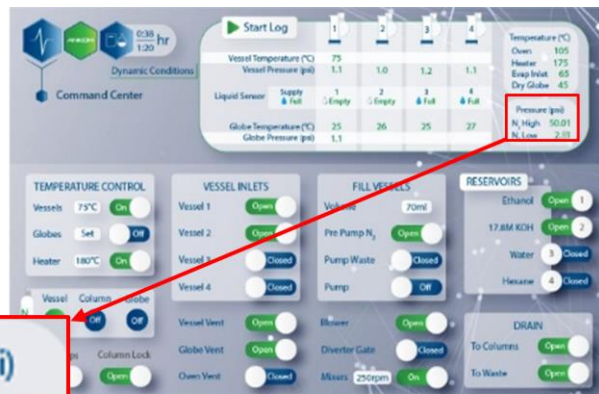 ANKOM
0:38
1:20 hr
Dynamic Conditions
Command Center
Start Log
1 2 3 4
Vessel Temperature (°C) 75
Vessel Pressure (psi) 1.1 1.0 1.2 1.1
Liquid Sensor Supply Full 1 Empty 2 Empty 3 Full 4 Full
Globe Temperature (°C) 25 26 25 27
Globe Pressure (psi) 1.1
Temperature (°C)
Oven 105
Heater 175
Evap Inlet 65
Dry Globe 45
Pressure (psi)
N₂ High 50.01
N₂ Low
TEMPERATURE CONTROL
Vessels 75°C On
Globes Set Off
Heater 180°C On
Vessel Column Globe
N
Off Off
ps Column Lock
Open
i)
VESSEL INLETS
Vessel 1 Open
Vessel 2 Open
Vessel 3 Closed
Vessel 4 Closed
Vessel Vent Open
Globe Vent Open
Oven Vent Closed
FILL VESSELS
Volume 70ml
Pre Pump N₂ Open
Pump Waste Closed
Pump Off
Blower Open
Diverter Gate Closed
Mixers 250rpm On
RESERVOIRS
Ethanol Open 1
17.8M KOH Open 2
Water 3 Closed
Hexane 4 Closed
DRAIN
To Columns Open
To Waste Open